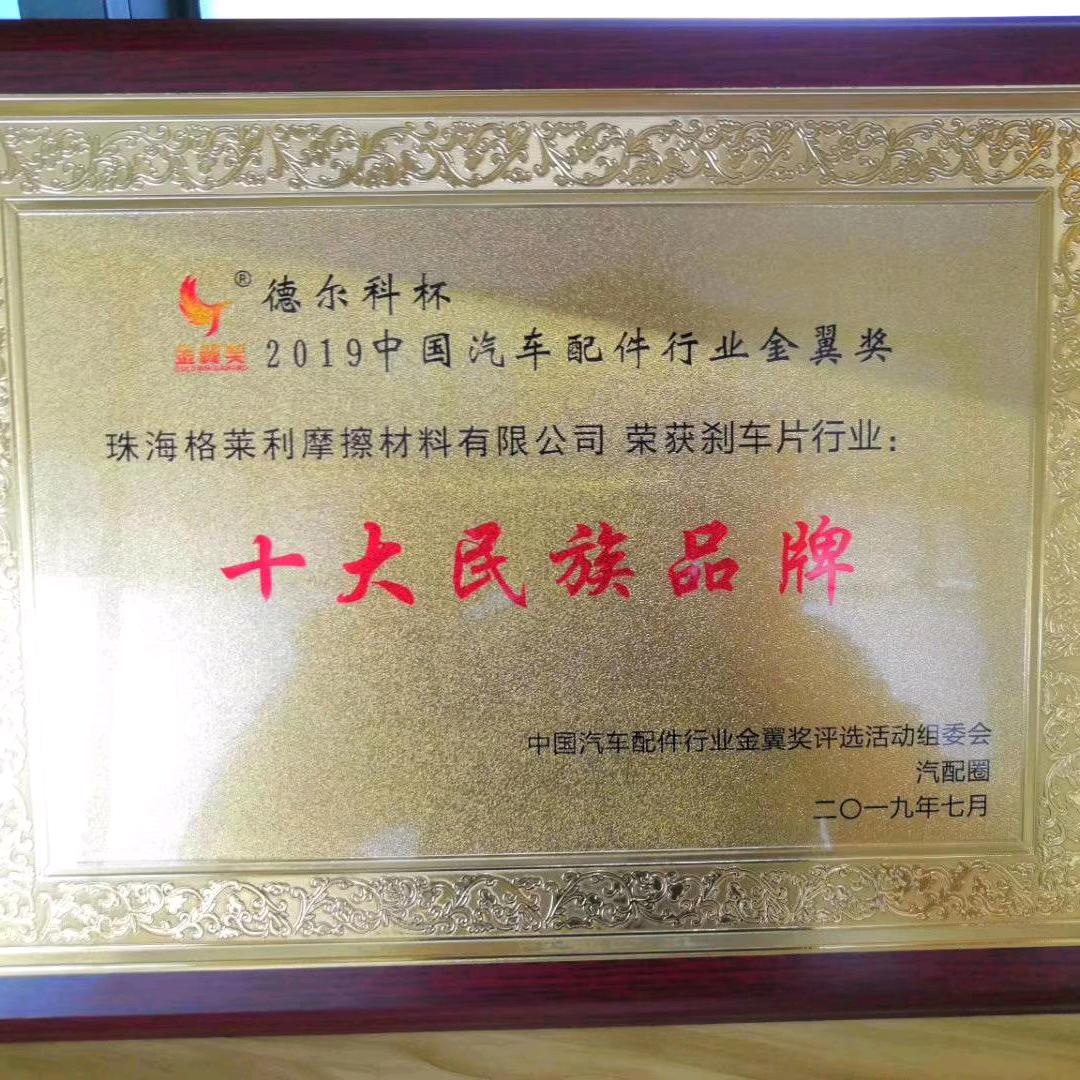 ® 德尔科杯
金翼奖
2019中国汽车配件行业金翼奖
珠海格莱利摩擦材料有限公司 荣获刹车片行业：
十大民族品牌
中国汽车配件行业金翼奖评选活动组委会
汽配圈
二〇一九年七月